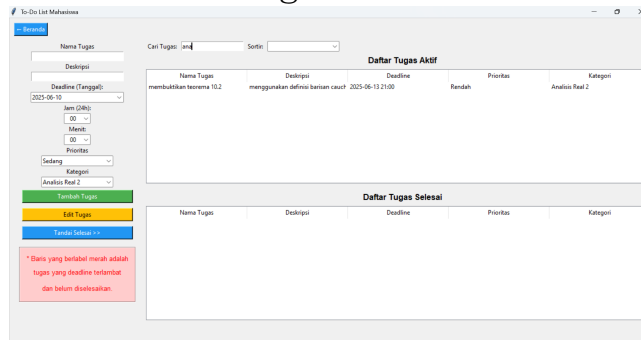 To-Do List Mahasiswa
← Beranda
Nama Tugas
Deskripsi
Deadline (Tanggal):
2025-06-10
Jam (24h):
00
Menit:
00
Prioritas
Sedang
Kategori
Analisis Real 2
Tambah Tugas
Edit Tugas
Tandai Selesai >>
* Baris yang berlabel merah adalah
tugas yang deadline terlambat
dan belum diselesaikan.
Cari Tugas: ana Sortir:
Daftar Tugas Aktif
Nama Tugas Deskripsi Deadline Prioritas Kategori
membuktikan teorema 10.2 menggunakan definisi barisan cauch 2025-06-13 21:00 Rendah Analisis Real 2
Daftar Tugas Selesai
Nama Tugas Deskripsi Deadline Prioritas Kategori